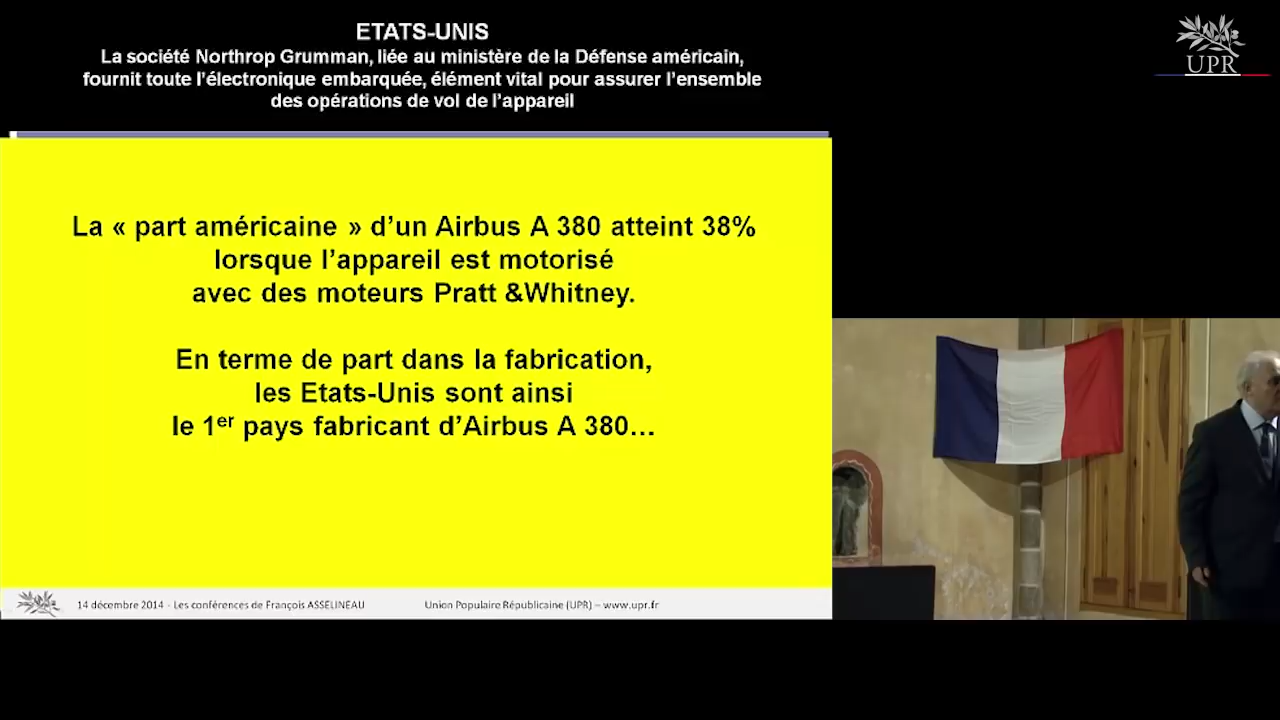 ETATS-UNIS
La société Northrop Grumman, liée au ministère de la Défense américain,
fournit toute l'électronique embarquée, élément vital pour assurer l'ensemble
des opérations de vol de l'appareil
UPR
La « part américaine » d'un Airbus A 380 atteint 38%
lorsque l'appareil est motorisé
avec des moteurs Pratt &Whitney.
En terme de part dans la fabrication,
les Etats-Unis sont ainsi
le 1er pays fabricant d'Airbus A 380…
14 décembre 2014 - Les conférences de François ASSELINEAU
Union Populaire Républicaine (UPR) – www.upr.fr